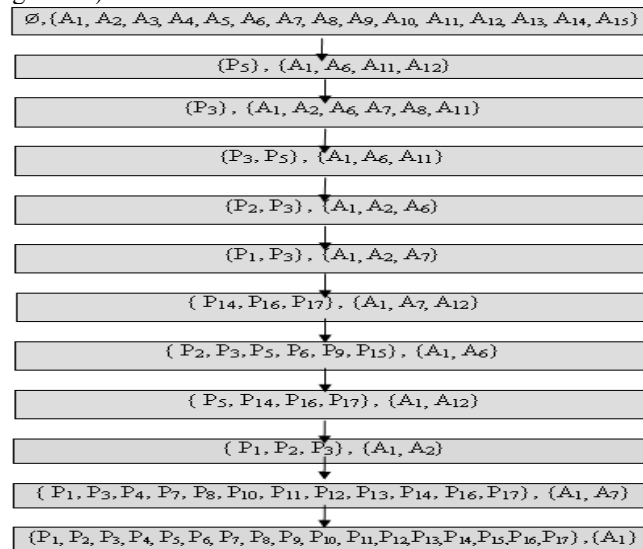 ∅,{A₁, A₂, A₃, A₄, A₅, A₆, A₇, A₈, A₉, A₁₀, A₁₁, A₁₂, A₁₃, A₁₄, A₁₅}
{P₅}, {A₁, A₆, A₁₁, A₁₂}
{P₃}, {A₁, A₂, A₆, A₇, A₈, A₁₁}
{P₃, P₅}, {A₁, A₆, A₁₁}
{P₂, P₃}, {A₁, A₂, A₆}
{P₁, P₃}, {A₁, A₂, A₇}
{ P₁₄, P₁₆, P₁₇}, {A₁, A₇, A₁₂}
{ P₂, P₃, P₅, P₆, P₉, P₁₅}, {A₁, A₆}
{ P₅, P₁₄, P₁₆, P₁₇}, {A₁, A₁₂}
{ P₁, P₂, P₃}, {A₁, A₂}
{ P₁, P₃, P₄, P₇, P₈, P₁₀, P₁₁, P₁₂, P₁₃, P₁₄, P₁₆, P₁₇}, {A₁, A₇}
{P₁, P₂, P₃, P₄, P₅, P₆, P₇, P₈, P₉, P₁₀, P₁₁, P₁₂,P₁₃,P₁₄,P₁₅,P₁₆,P₁₇} ,{A₁}